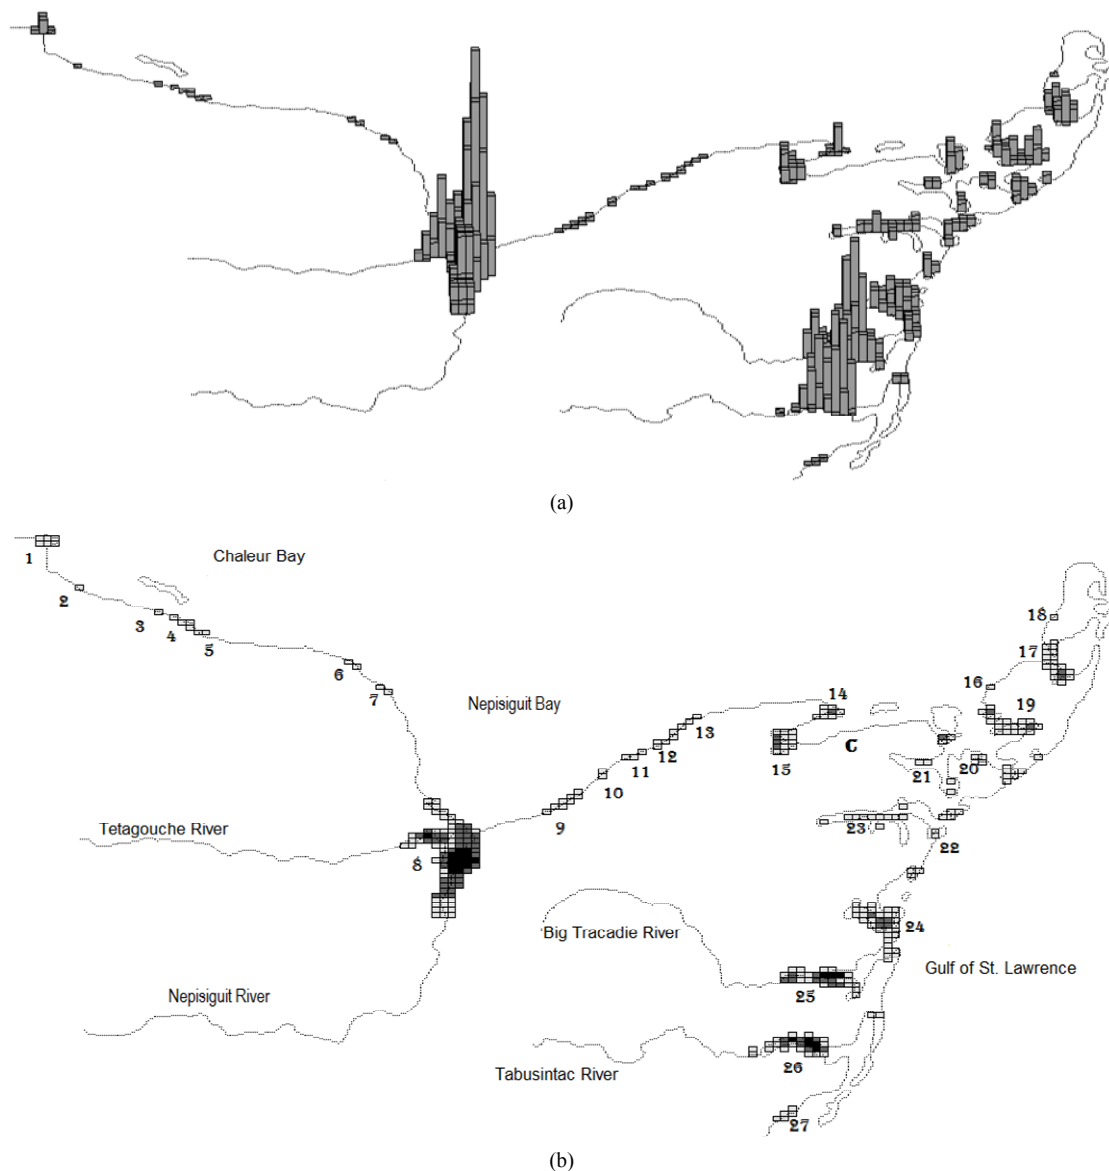 (a)
1
Chaleur Bay
2
3
4
5
6
7
Nepisiguit Bay
18
17
16
19
14
13
12
11
15
C
10
21
20
9
23
22
Tetagouche River
8
24
Big Tracadie River
Gulf of St. Lawrence
Nepisiguit River
25
26
Tabusintac River
27
(b)